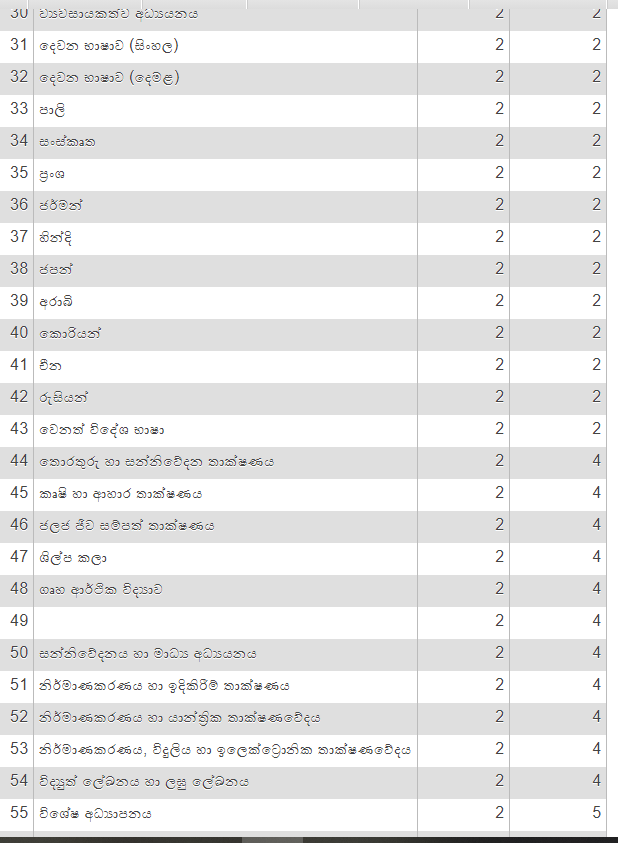 30 ව්‍යවසායකත්ව අධ්‍යයනය 2 2
31 දෙවන භාෂාව (සිංහල) 2 2
32 දෙවන භාෂාව (දෙමළ) 2 2
33 පාලි 2 2
34 සංස්කෘත 2 2
35 ප්‍රංශ 2 2
36 ජර්මන් 2 2
37 හින්දි 2 2
38 ජපන් 2 2
39 අරාබි 2 2
40 කොරියන් 2 2
41 චීන 2 2
42 රුසියන් 2 2
43 වෙනත් විදේශ භාෂා 2 2
44 තොරතුරු හා සන්නිවේදන තාක්ෂණය 2 4
45 කෘෂි හා ආහාර තාක්ෂණය 2 4
46 ජලජ ජීව සම්පත් තාක්ෂණය 2 4
47 ශිල්ප කලා 2 4
48 ගෘහ ආර්ථික විද්‍යාව 2 4
49 2 4
50 සන්නිවේදනය හා මාධ්‍ය අධ්‍යයනය 2 4
51 නිර්මාණකරණය හා ඉදිකිරීම් තාක්ෂණය 2 4
52 නිර්මාණකරණය හා යාන්ත්‍රික තාක්ෂණවේදය 2 4
53 නිර්මාණකරණය, විදුලිය හා ඉලෙක්ට්‍රොනික තාක්ෂණවේදය 2 4
54 විද්‍යුත් ලේඛනය හා ලඝු ලේඛනය 2 4
55 විශේෂ අධ්‍යාපනය 2 5